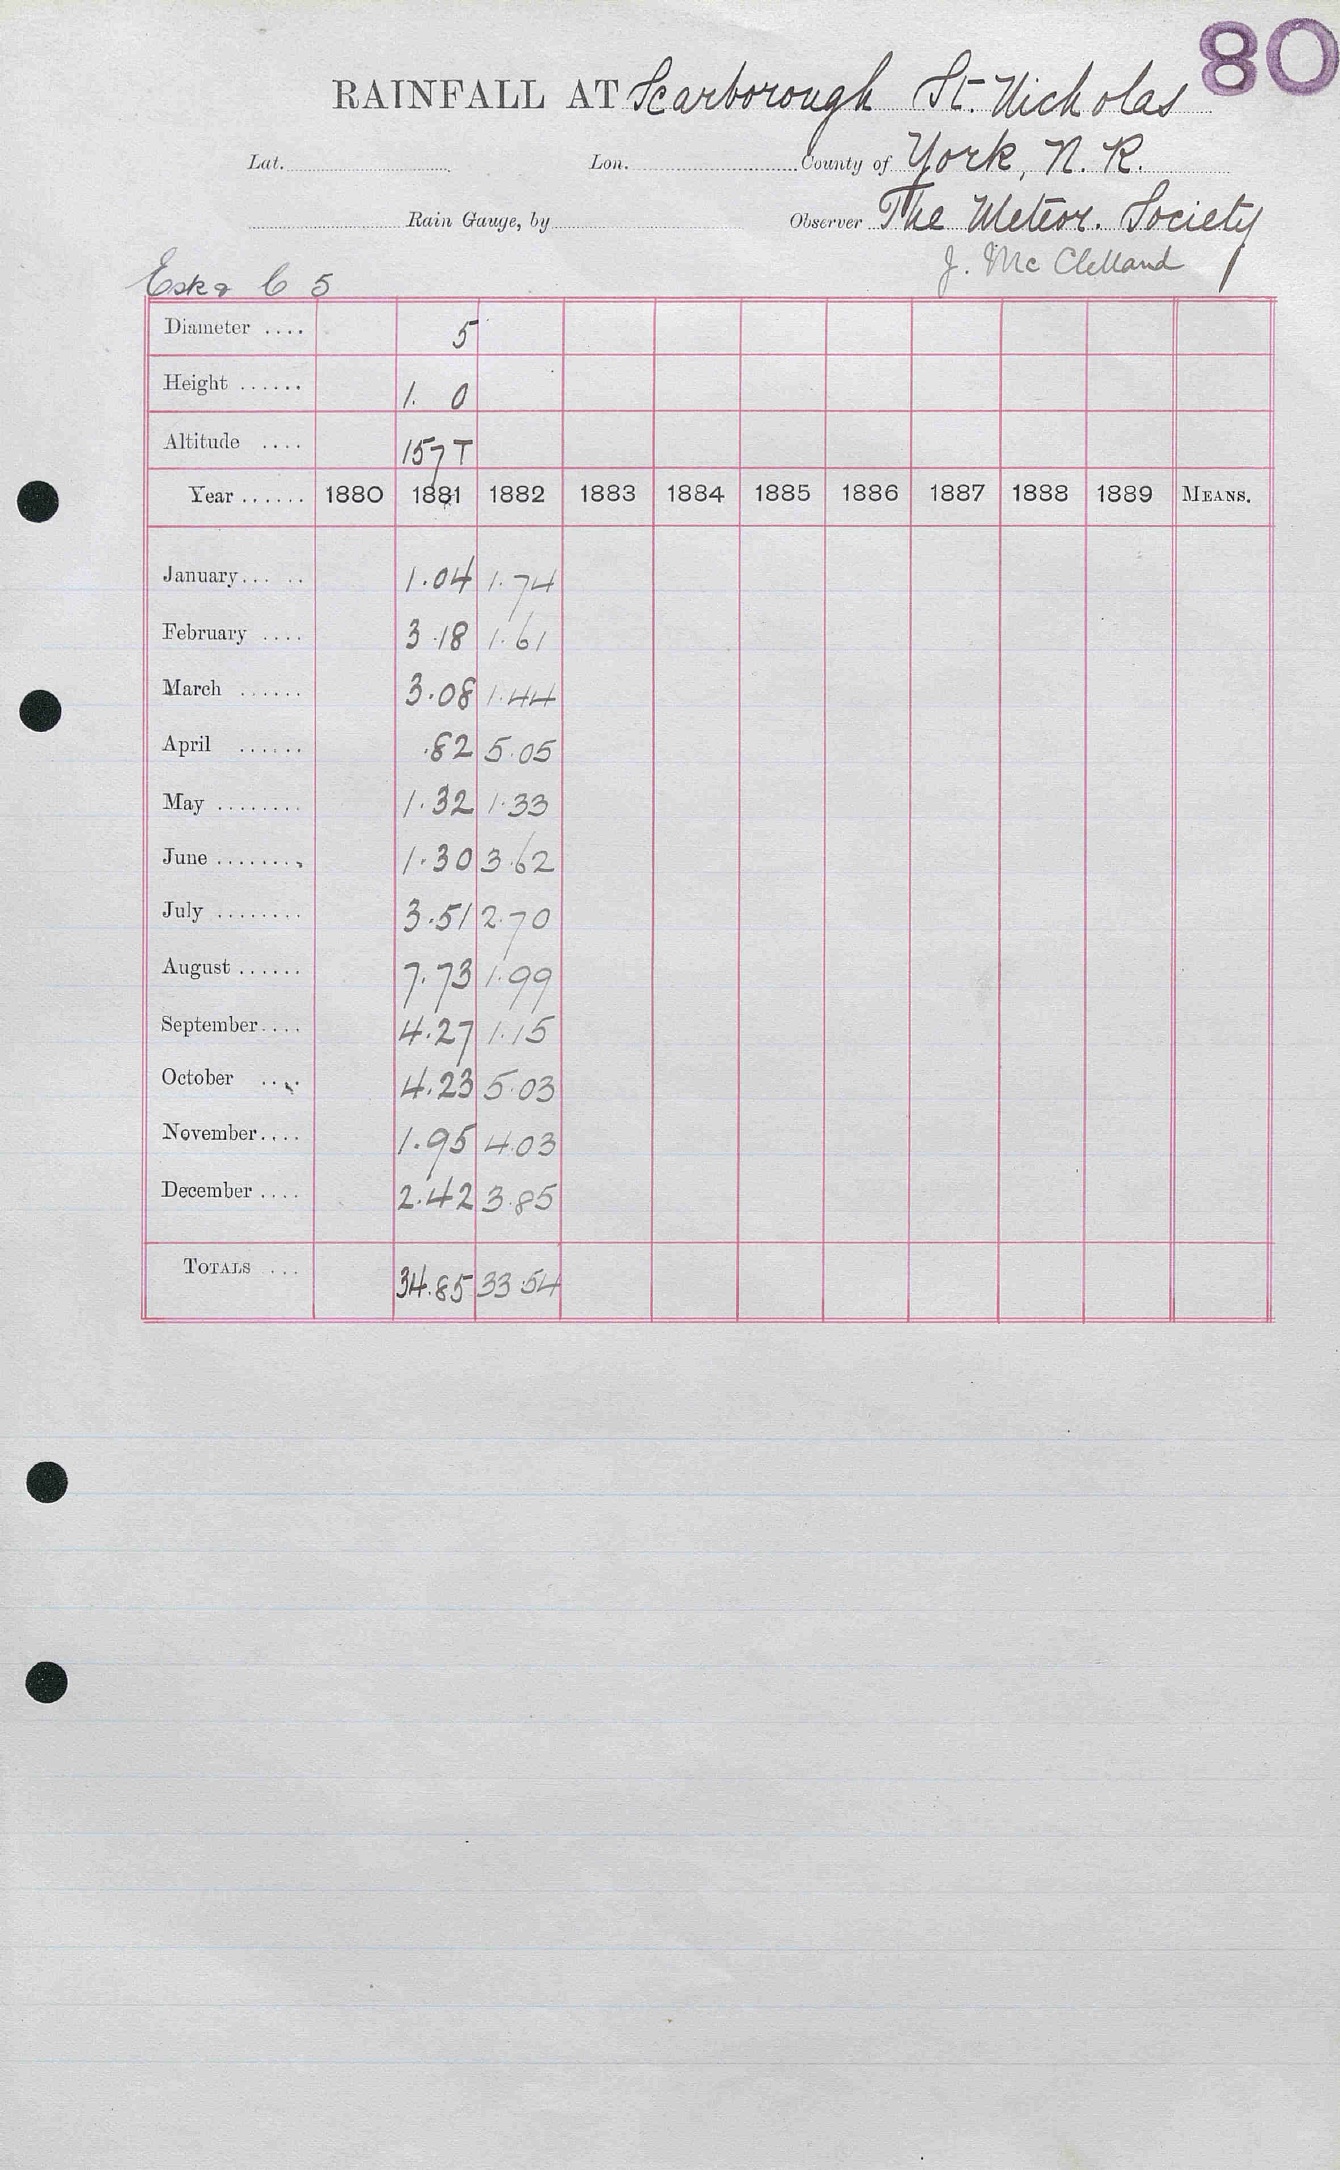 80
RAINFALL AT Scarborough St. Nicholas
Lat. Lon. County of York, N. R.
Rain Gauge, by Observer The Meteor. Society
J. McClelland
Esk & C 5
Diameter .... 5
Height ...... 1. 0
Altitude .... 157 T
Year ...... 1880 1881 1882 1883 1884 1885 1886 1887 1888 1889 MEANS.
January... .. 1.04 1.74
February .... 3.18 1.61
March ...... 3.08 1.44
April ...... .82 5.05
May ........ 1.32 1.33
June ........ 1.30 3.62
July ........ 3.51 2.70
August ...... 7.73 1.99
September.... 4.27 1.15
October .... 4.23 5.03
November.... 1.95 4.03
December .... 2.42 3.85
TOTALS ... 34.85 33.54